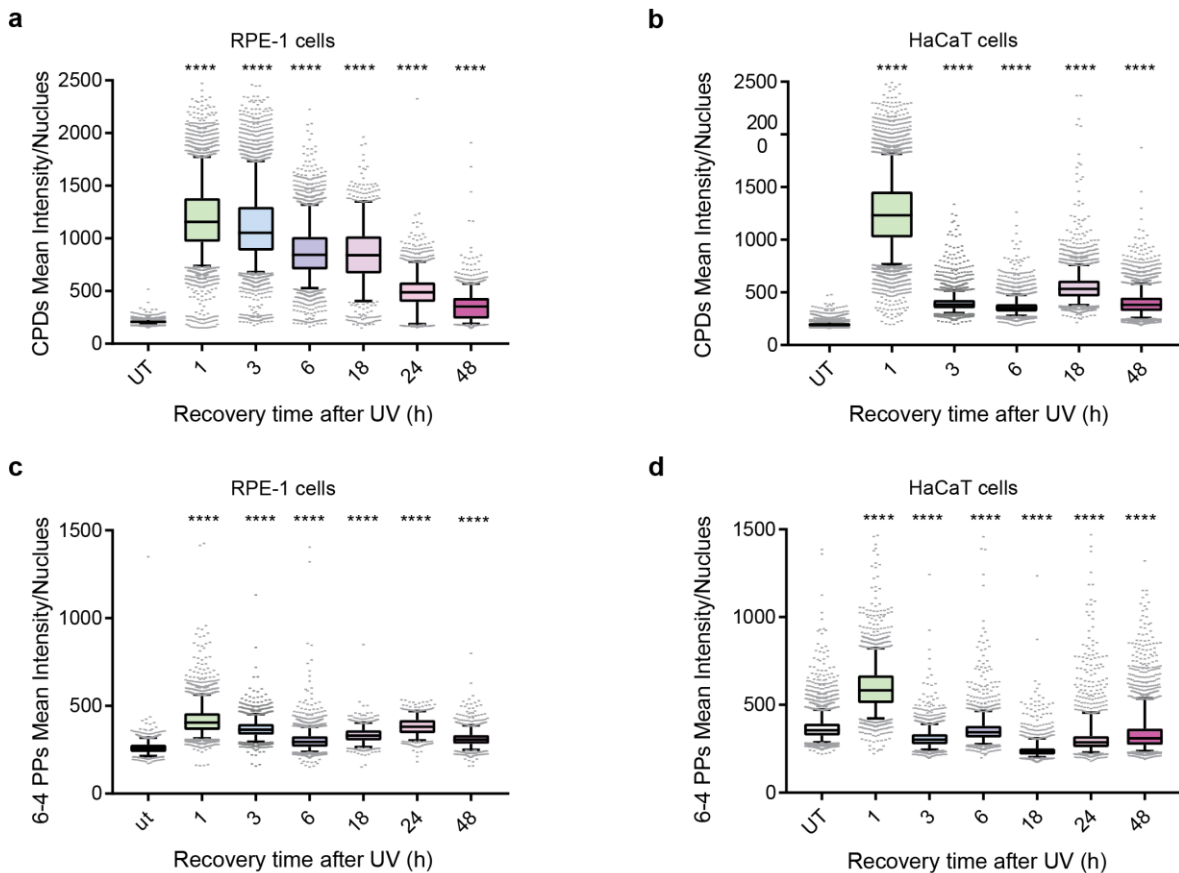 a
RPE-1 cells
**** **** **** **** **** ****
CPDs Mean Intensity/Nuclues
2500
2000
1500
1000
500
0
UT 1 3 6 18 24 48
Recovery time after UV (h)
b
HaCaT cells
**** **** **** **** ****
CPDs Mean Intensity/Nuclues
2500
200
0
1500
1000
500
0
UT 1 3 6 18 48
Recovery time after UV (h)
c
RPE-1 cells
**** **** **** **** **** ****
6-4 PPs Mean Intensity/Nuclues
1500
1000
500
0
ut 1 3 6 18 24 48
Recovery time after UV (h)
d
HaCaT cells
**** **** **** **** **** ****
6-4 PPs Mean Intensity/Nuclues
1500
1000
500
0
UT 1 3 6 18 24 48
Recovery time after UV (h)